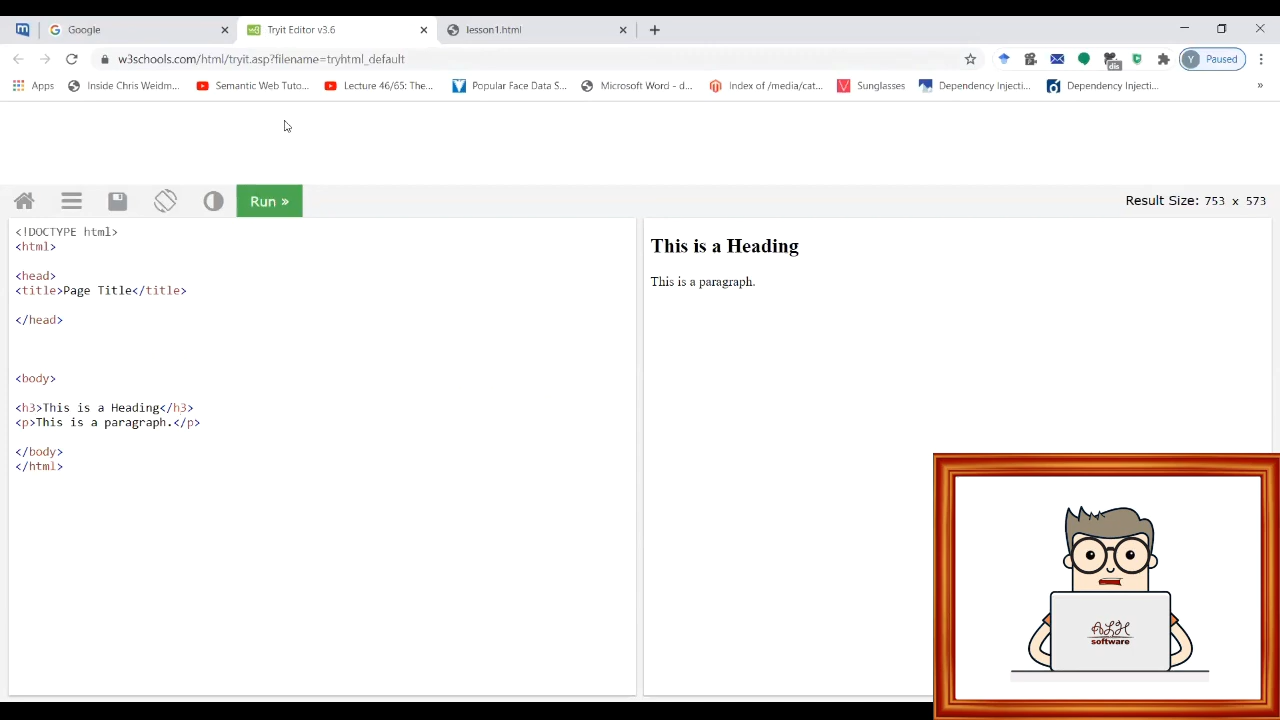 Google
Tryit Editor v3.6
lesson1.html
w3schools.com/html/tryit.asp?filename=tryhtml_default
dis
Y
Paused
Apps
Inside Chris Weidm...
Semantic Web Tuto...
Lecture 46/65: The...
Popular Face Data S...
Microsoft Word - d...
Index of /media/cat...
Sunglasses
Dependency Injecti...
Dependency Injecti...
»
Run »
Result Size: 753 x 573
<!DOCTYPE html>
<html>
<head>
<title>Page Title</title>
</head>
<body>
<h3>This is a Heading</h3>
<p>This is a paragraph.</p>
</body>
</html>
This is a Heading
This is a paragraph.
ALH
software